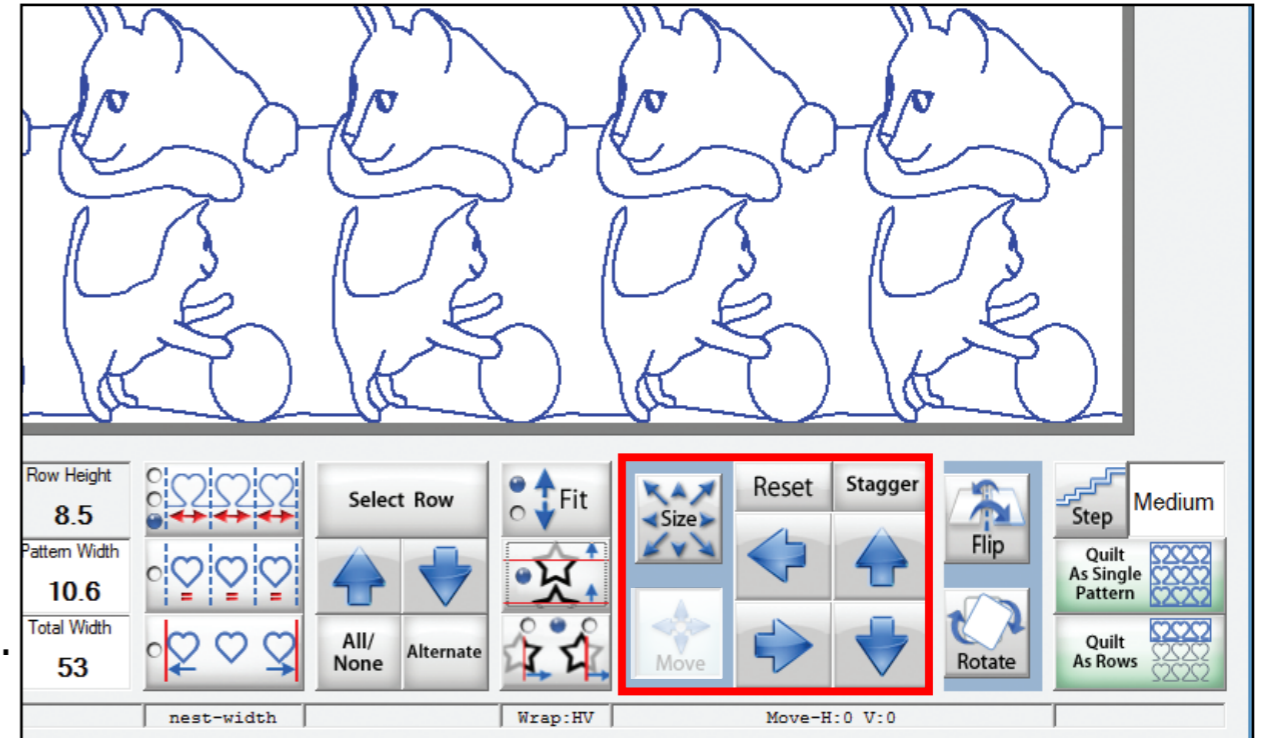 Row Height
8.5
Pattern Width
10.6
Total Width
53
Select Row
All/
None
Alternate
Fit
Size
Move
Reset
Stagger
Flip
Rotate
Step
Medium
Quilt
As Single
Pattern
Quilt
As Rows
nest-width
Wrap:HV
Move-H:0 V:0